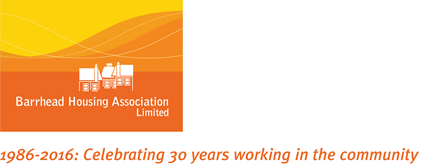 Barrhead Housing Association
Limited
1986-2016: Celebrating 30 years working in the community